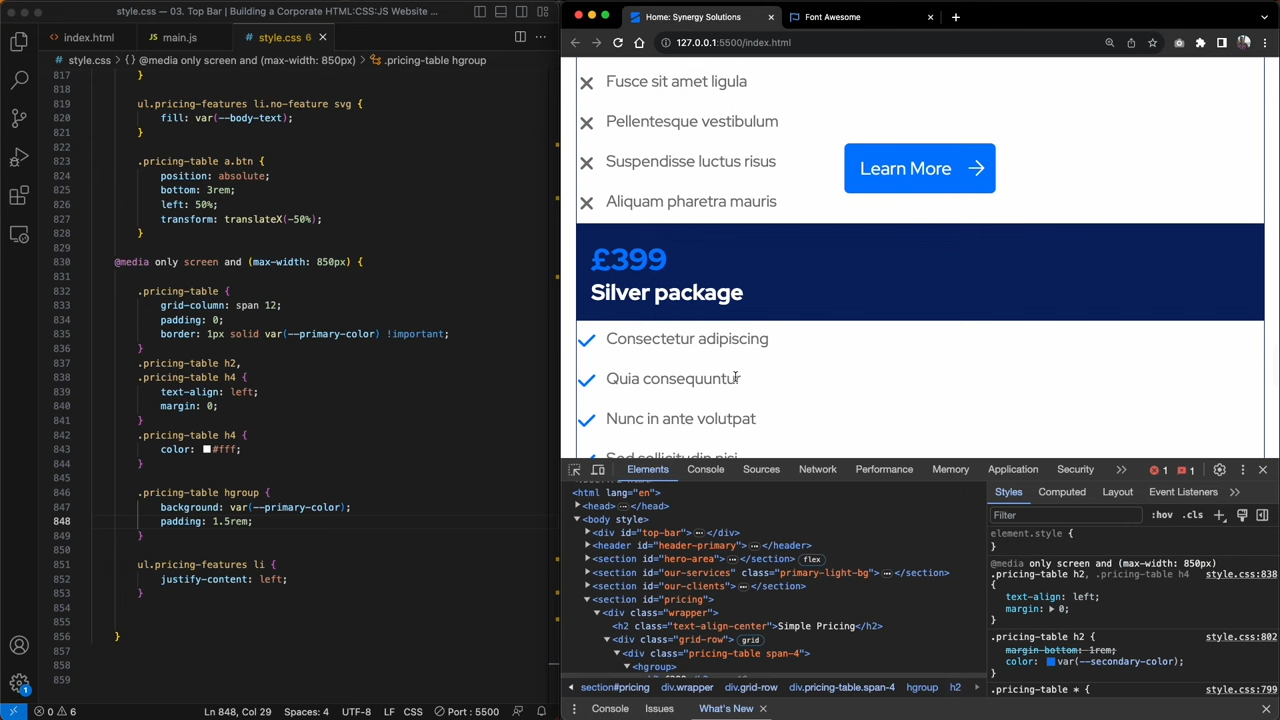 style.css — 03. Top Bar | Building a Corporate HTML:CSS:JS Website ...
index.html
main.js
style.css 6
style.css > {} @media only screen and (max-width: 850px) > .pricing-table hgroup
817 }
818
819 ul.pricing-features li.no-feature svg {
820 fill: var(--body-text);
821 }
822
823 .pricing-table a.btn {
824 position: absolute;
825 bottom: 3rem;
826 left: 50%;
827 transform: translateX(-50%);
828 }
829
830 @media only screen and (max-width: 850px) {
831
832 .pricing-table {
833 grid-column: span 12;
834 padding: 0;
835 border: 1px solid var(--primary-color) !important;
836 }
837 .pricing-table h2,
838 .pricing-table h4 {
839 text-align: left;
840 margin: 0;
841 }
842 .pricing-table h4 {
843 color: #fff;
844 }
845
846 .pricing-table hgroup {
847 background: var(--primary-color);
848 padding: 1.5rem;
849 }
850
851 ul.pricing-features li {
852 justify-content: left;
853 }
854
855
856 }
857
858
859
0 6 Ln 848, Col 29 Spaces: 4 UTF-8 LF CSS Port : 5500
Home: Synergy Solutions
Font Awesome
127.0.0.1:5500/index.html
Fusce sit amet ligula
Pellentesque vestibulum
Suspendisse luctus risus
Aliquam pharetra mauris
Learn More
£399
Silver package
Consectetur adipiscing
Quia consequuntur
Nunc in ante volutpat
Sed sollicitudin nisi
Elements Console Sources Network Performance Memory Application Security 1 1
<html lang="en">
<head> ... </head>
<body style>
<div id="top-bar"> ... </div>
<header id="header-primary"> ... </header>
<section id="hero-area"> ... </section> flex
<section id="our-services" class="primary-light-bg"> ... </section>
<section id="our-clients"> ... </section>
<section id="pricing">
<div class="wrapper">
<h2 class="text-align-center">Simple Pricing</h2>
<div class="grid-row"> grid
<div class="pricing-table span-4">
<hgroup>
section#pricing div.wrapper div.grid-row div.pricing-table.span-4 hgroup h2
Styles Computed Layout Event Listeners
Filter :hov .cls
element.style {
}
@media only screen and (max-width: 850px)
.pricing-table h2, .pricing-table h4 style.css:838
{
text-align: left;
margin: 0;
}
.pricing-table h2 { style.css:802
margin-bottom: 1rem;
color: var(--secondary-color);
}
.pricing-table * { style.css:799
Console Issues What's New